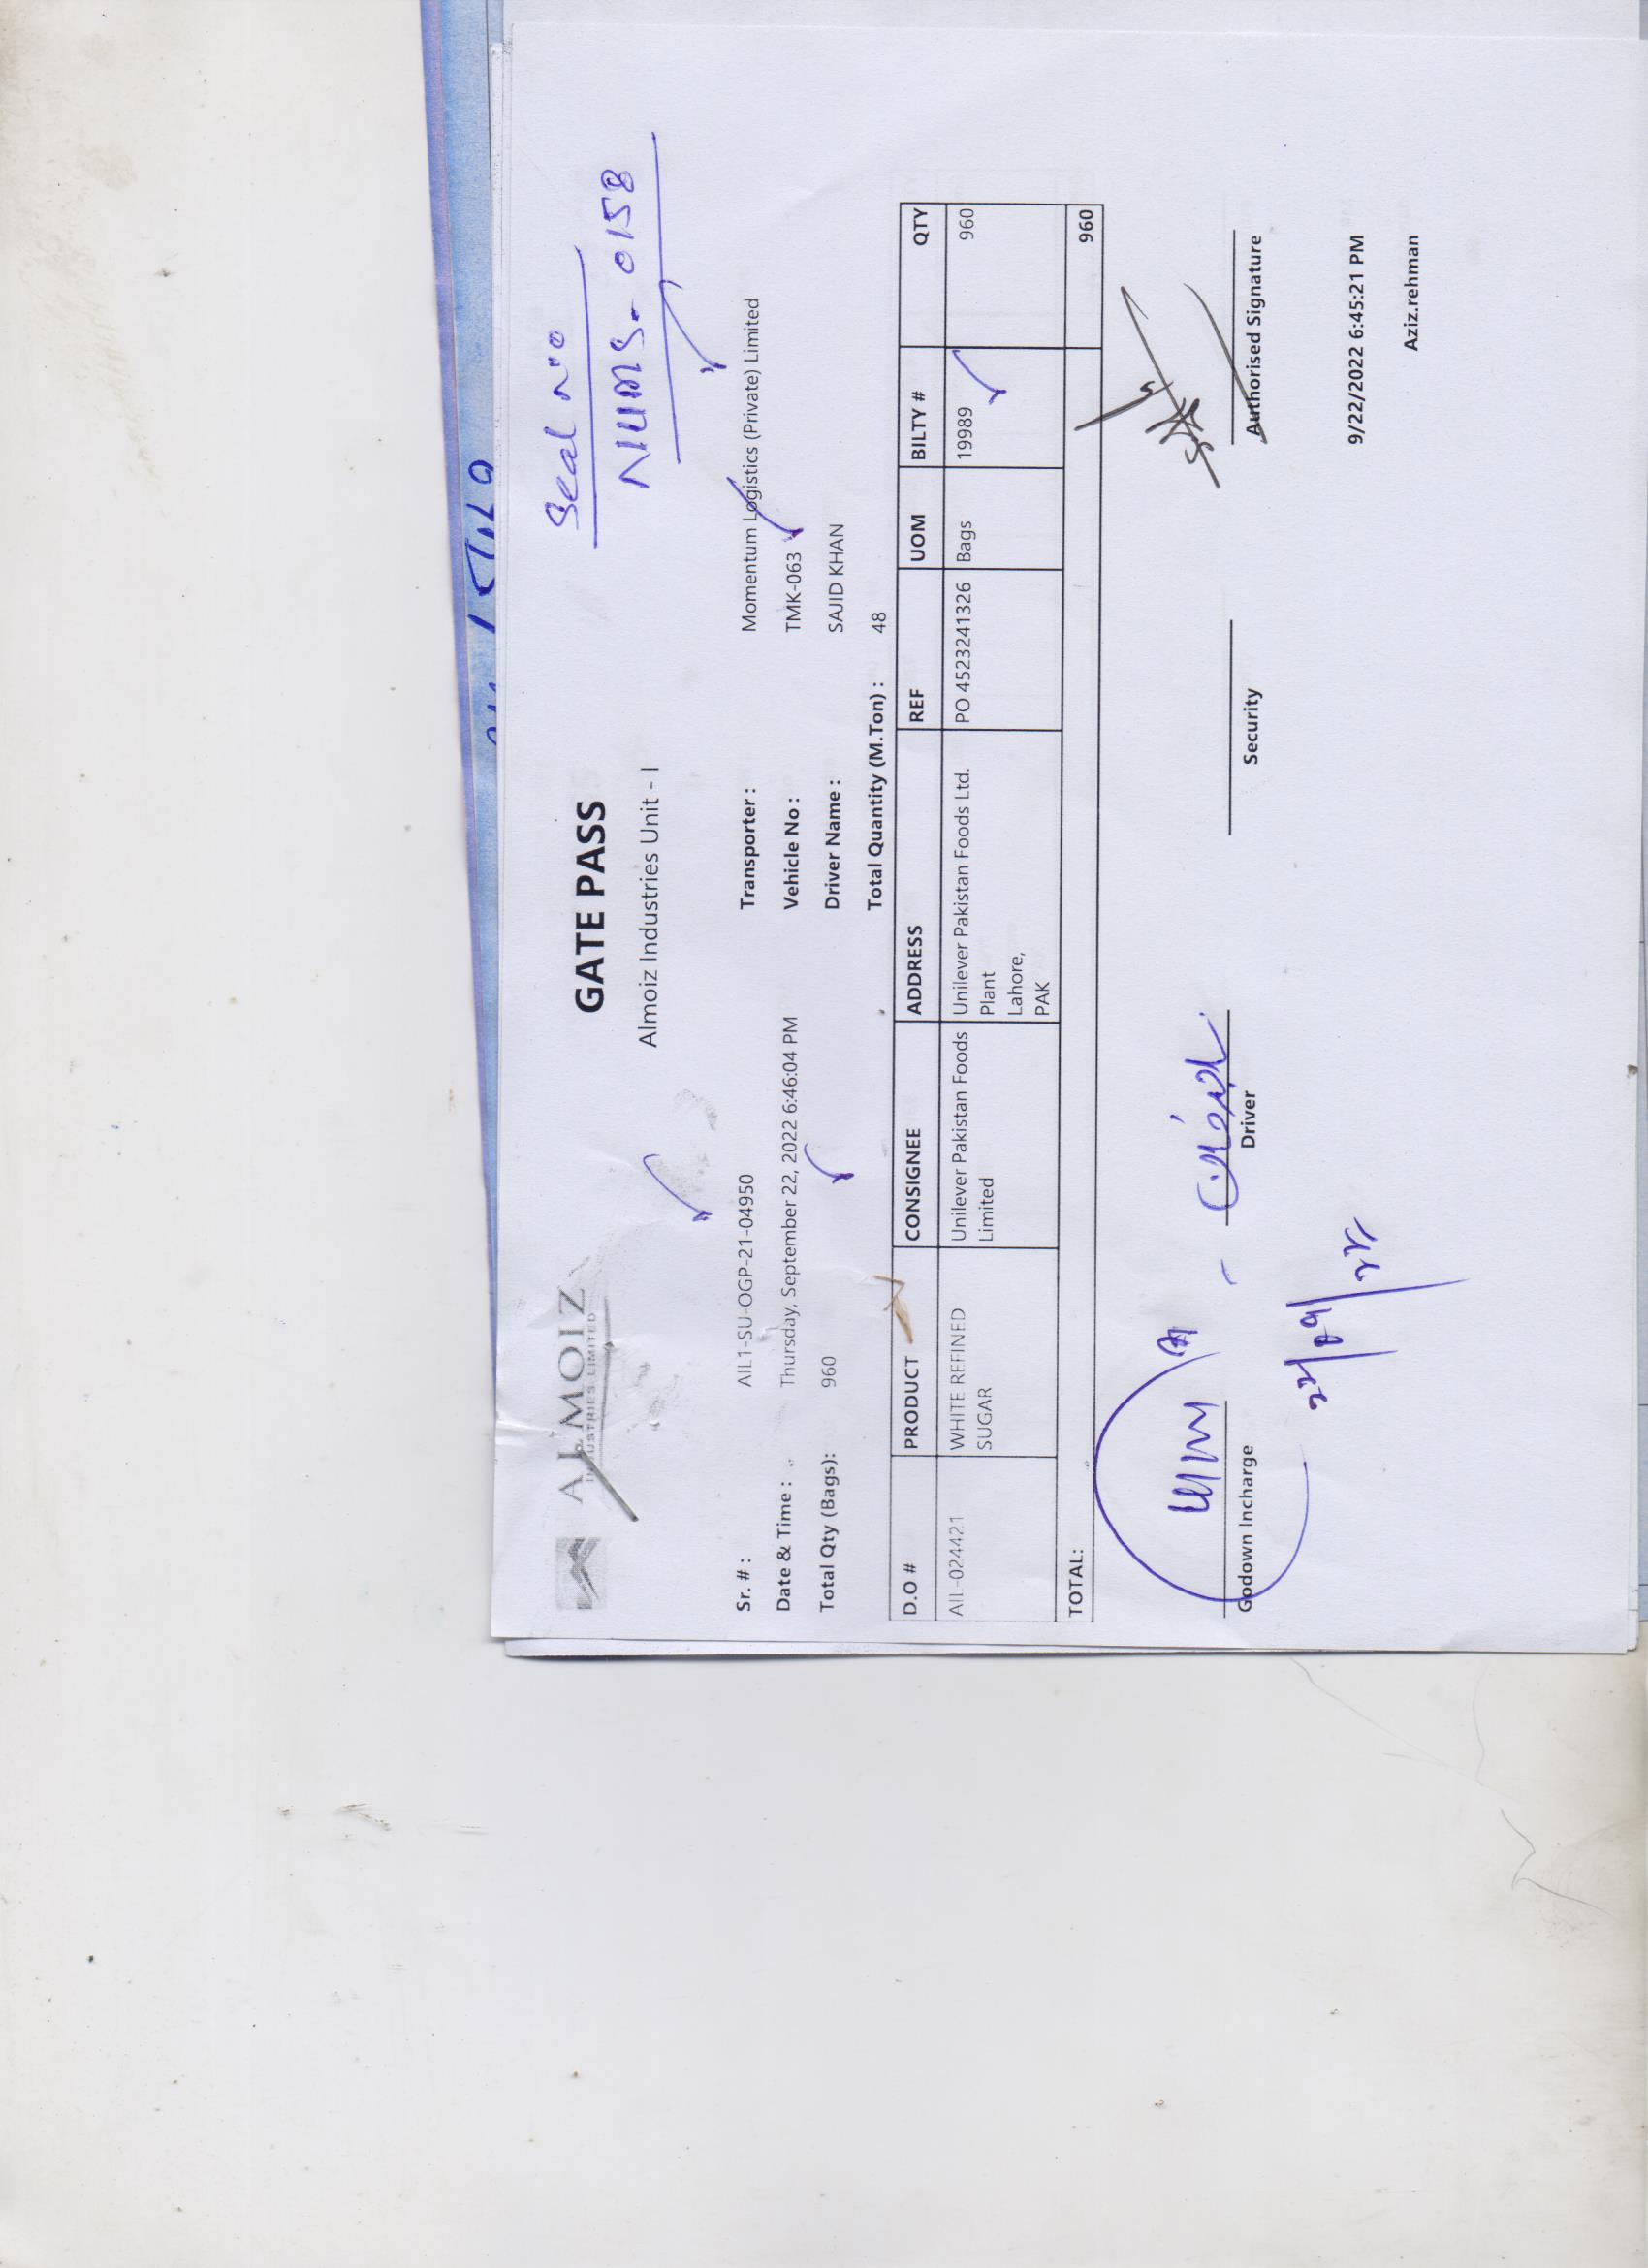 ALMOIZ
INDUSTRIES LIMITED
GATE PASS
Almoiz Industries Unit - I
Seal No
0158
Sr. # : AIL1-SU-OGP-21-04950 Transporter : Momentum Logistics (Private) Limited
Date & Time : Thursday, September 22, 2022 6:46:04 PM Vehicle No : TMK-063
Total Qty (Bags): 960 Driver Name : SAJID KHAN
Total Quantity (M.Ton) : 48
D.O # PRODUCT CONSIGNEE ADDRESS REF UOM BILTY # QTY
AIL-024421 WHITE REFINED Unilever Pakistan Foods Unilever Pakistan Foods Ltd. PO 4523241326 Bags 19989 960
SUGAR Limited Plant
Lahore,
PAK
TOTAL: 960
Godown Incharge Driver Security Authorised Signature
22/09/22
9/22/2022 6:45:21 PM
Aziz.rehman